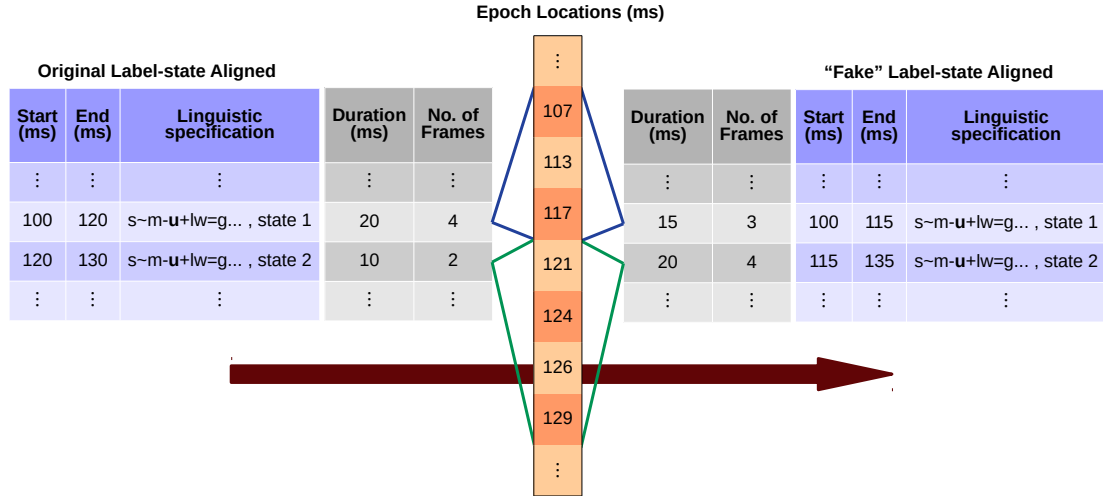 Epoch Locations (ms)
Original Label-state Aligned
Start (ms) End (ms) Linguistic specification Duration (ms) No. of Frames
⋮ ⋮ ⋮ ⋮ ⋮
100 120 s~m-u+lw=g... , state 1 20 4
120 130 s~m-u+lw=g... , state 2 10 2
⋮ ⋮ ⋮ ⋮ ⋮
⋮
107
113
117
121
124
126
129
⋮
“Fake” Label-state Aligned
Duration (ms) No. of Frames Start (ms) End (ms) Linguistic specification
⋮ ⋮ ⋮ ⋮ ⋮
15 3 100 115 s~m-u+lw=g... , state 1
20 4 115 135 s~m-u+lw=g... , state 2
⋮ ⋮ ⋮ ⋮ ⋮